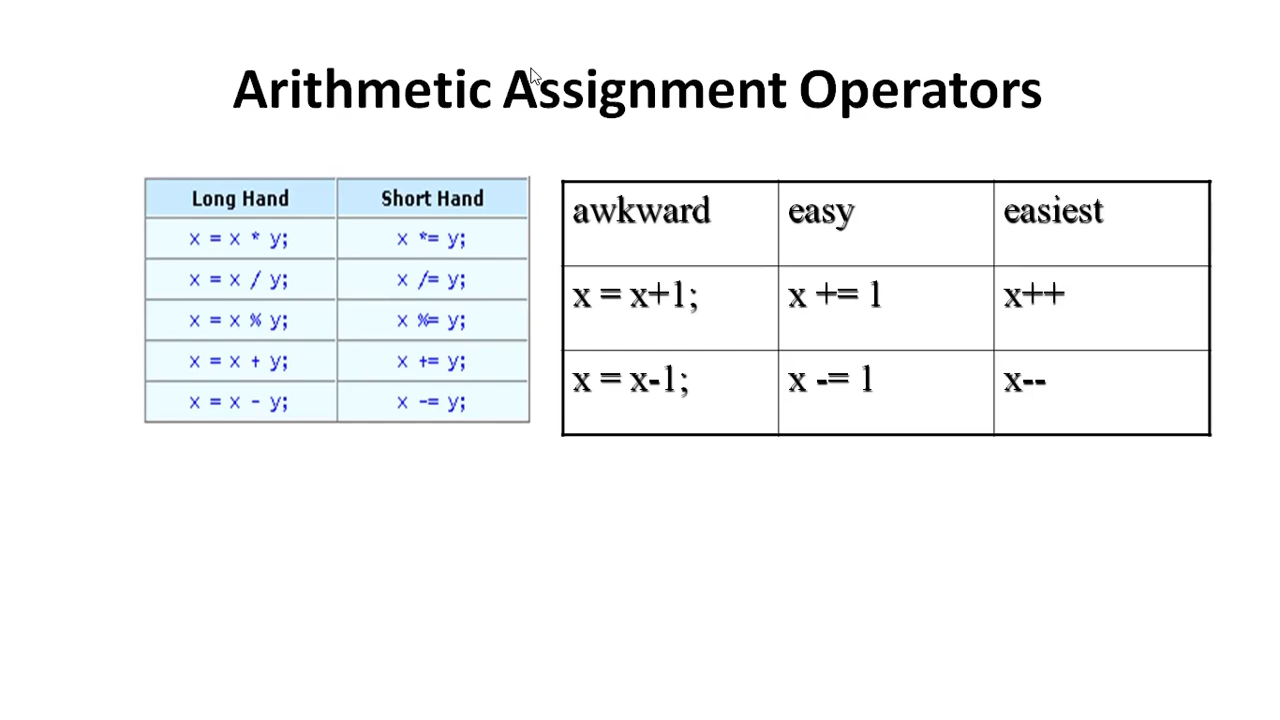 Arithmetic Assignment Operators
Long Hand Short Hand
x = x * y; x *= y;
x = x / y; x /= y;
x = x % y; x %= y;
x = x + y; x += y;
x = x - y; x -= y;
awkward easy easiest
x = x+1; x += 1 x++
x = x-1; x -= 1 x--